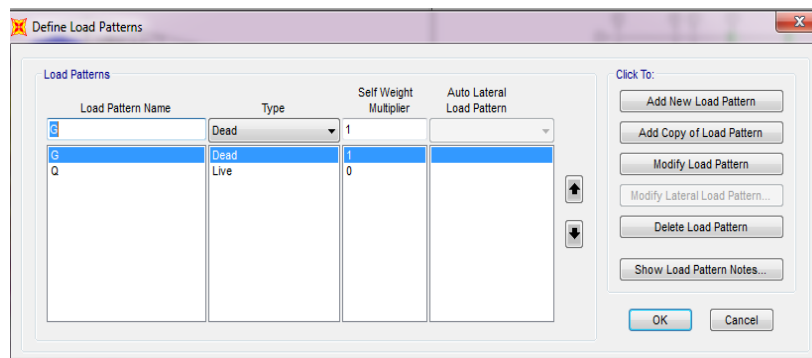 Define Load Patterns
x
Load Patterns
Load Pattern Name
Type
Self Weight
Multiplier
Auto Lateral
Load Pattern
G
Dead
1
G Dead 1
Q Live 0
Click To:
Add New Load Pattern
Add Copy of Load Pattern
Modify Load Pattern
Modify Lateral Load Pattern...
Delete Load Pattern
Show Load Pattern Notes...
OK
Cancel